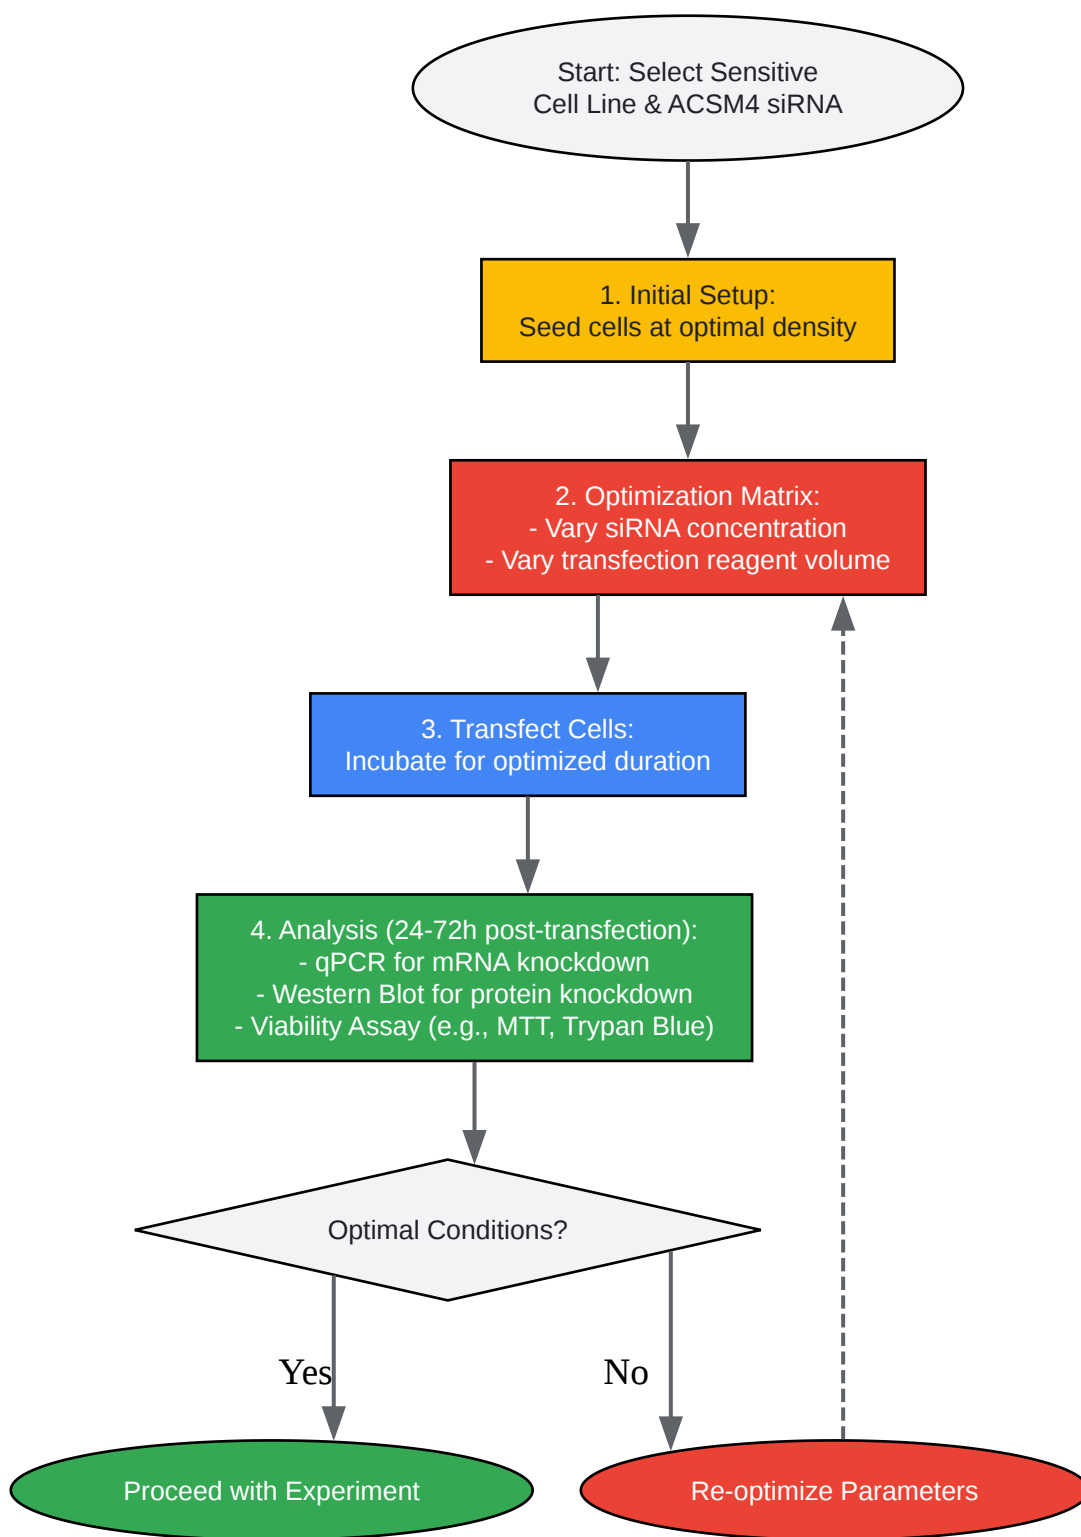 Start: Select Sensitive
Cell Line & ACSM4 siRNA
1. Initial Setup:
Seed cells at optimal density
2. Optimization Matrix:
- Vary siRNA concentration
- Vary transfection reagent volume
3. Transfect Cells:
Incubate for optimized duration
4. Analysis (24-72h post-transfection):
- qPCR for mRNA knockdown
- Western Blot for protein knockdown
- Viability Assay (e.g., MTT, Trypan Blue)
Optimal Conditions?
Yes
No
Proceed with Experiment
Re-optimize Parameters